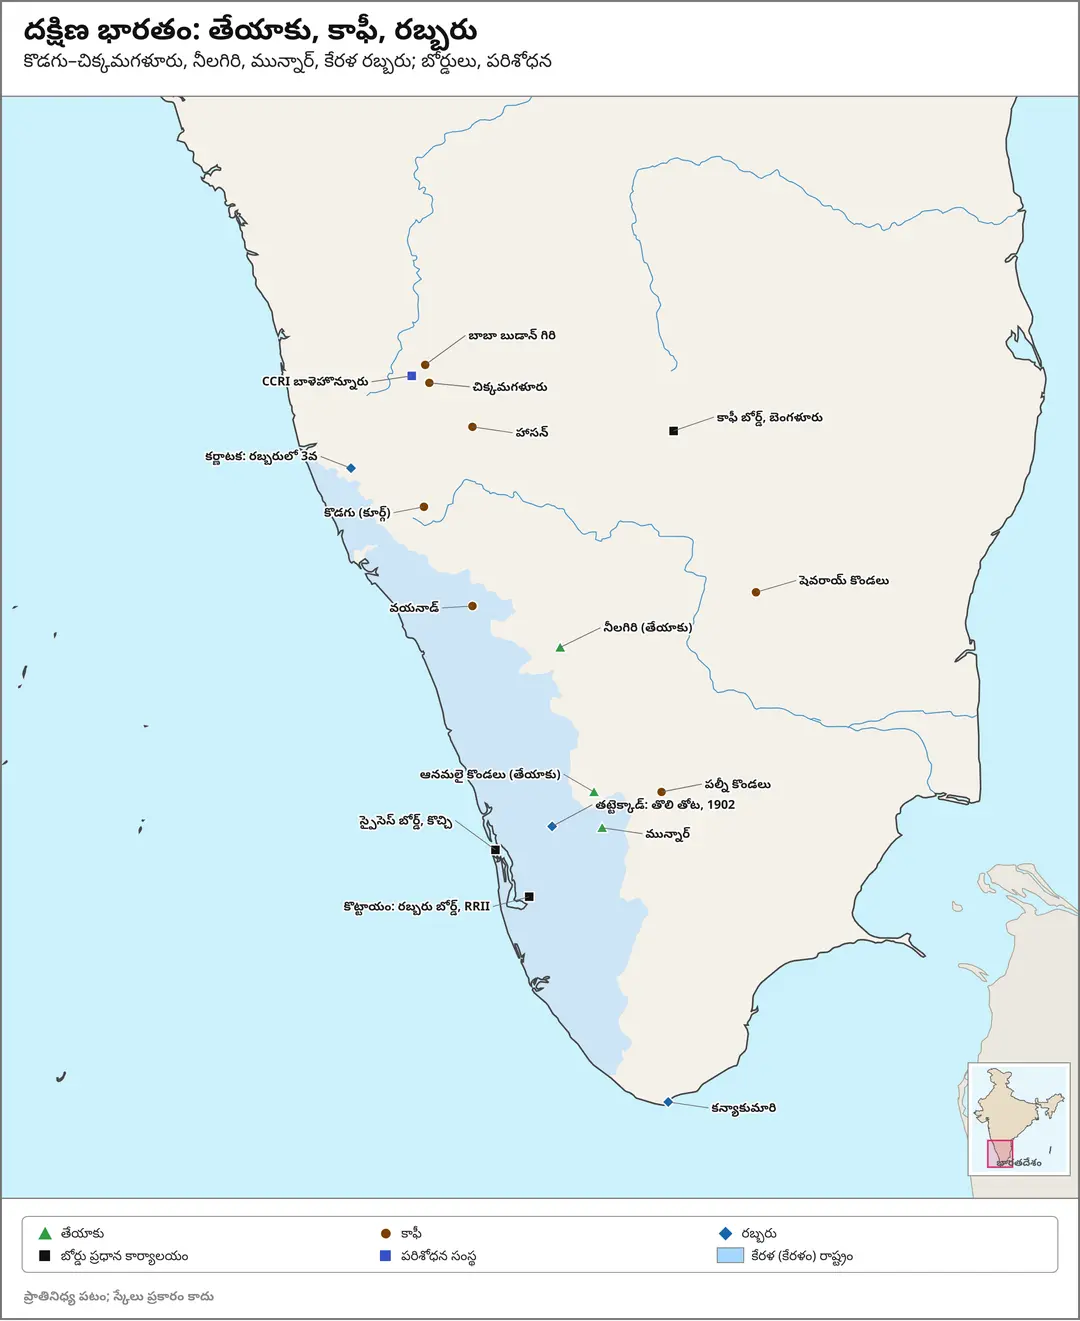 దక్షిణ భారతం: తేయాకు, కాఫీ, రబ్బరు
కొడగు–చిక్కమగళూరు, నీలగిరి, మున్నార్, కేరళ రబ్బరు; బోర్డులు, పరిశోధన
బాబా బుడాన్ గిరి
CCRI బాళెహొన్నూరు
చిక్కమగళూరు
కాఫీ బోర్డ్, బెంగళూరు
హాసన్
కర్ణాటక: రబ్బరులో 3వ
కొడగు (కూర్గ్)
షెవరాయ్ కొండలు
వయనాడ్
నీలగిరి (తేయాకు)
ఆనమలై కొండలు (తేయాకు)
పల్నీ కొండలు
తట్టెక్కాడ్: తొలి తోట, 1902
స్పైసెస్ బోర్డ్, కొచ్చి
మున్నార్
కొట్టాయం: రబ్బరు బోర్డ్, RRII
కన్యాకుమారి
భారతదేశం
తేయాకు
కాఫీ
రబ్బరు
బోర్డు ప్రధాన కార్యాలయం
పరిశోధన సంస్థ
కేరళ (కేరళం) రాష్ట్రం
ప్రాతినిధ్య పటం; స్కేలు ప్రకారం కాదు